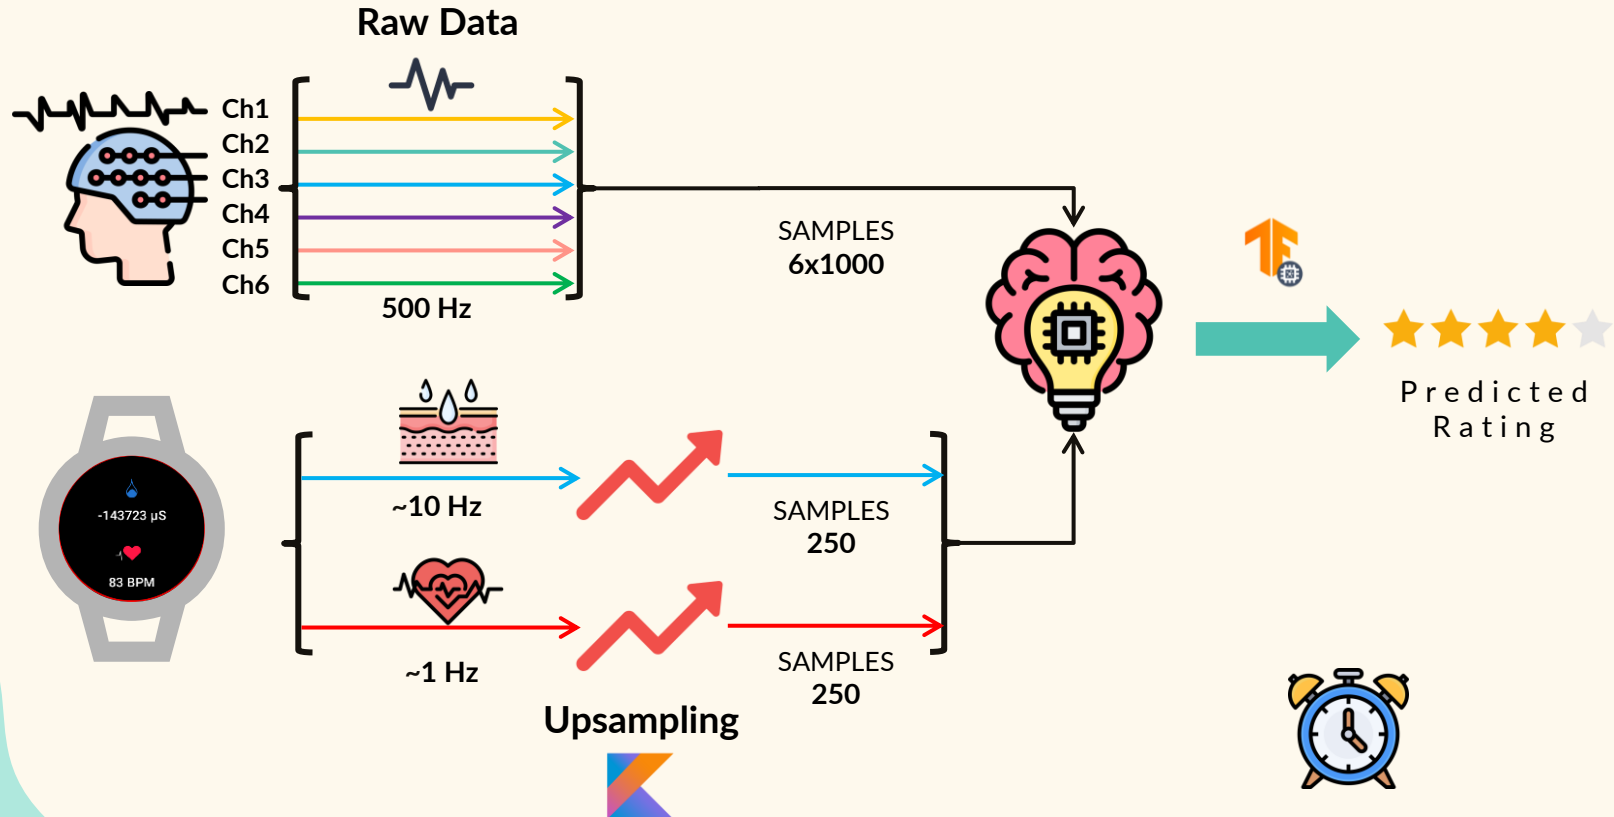 Raw Data
Ch1
Ch2
Ch3
Ch4
Ch5
Ch6
500 Hz
SAMPLES
6x1000
Predicted
Rating
-143723 µS
83 BPM
~10 Hz
SAMPLES
250
~1 Hz
SAMPLES
250
Upsampling